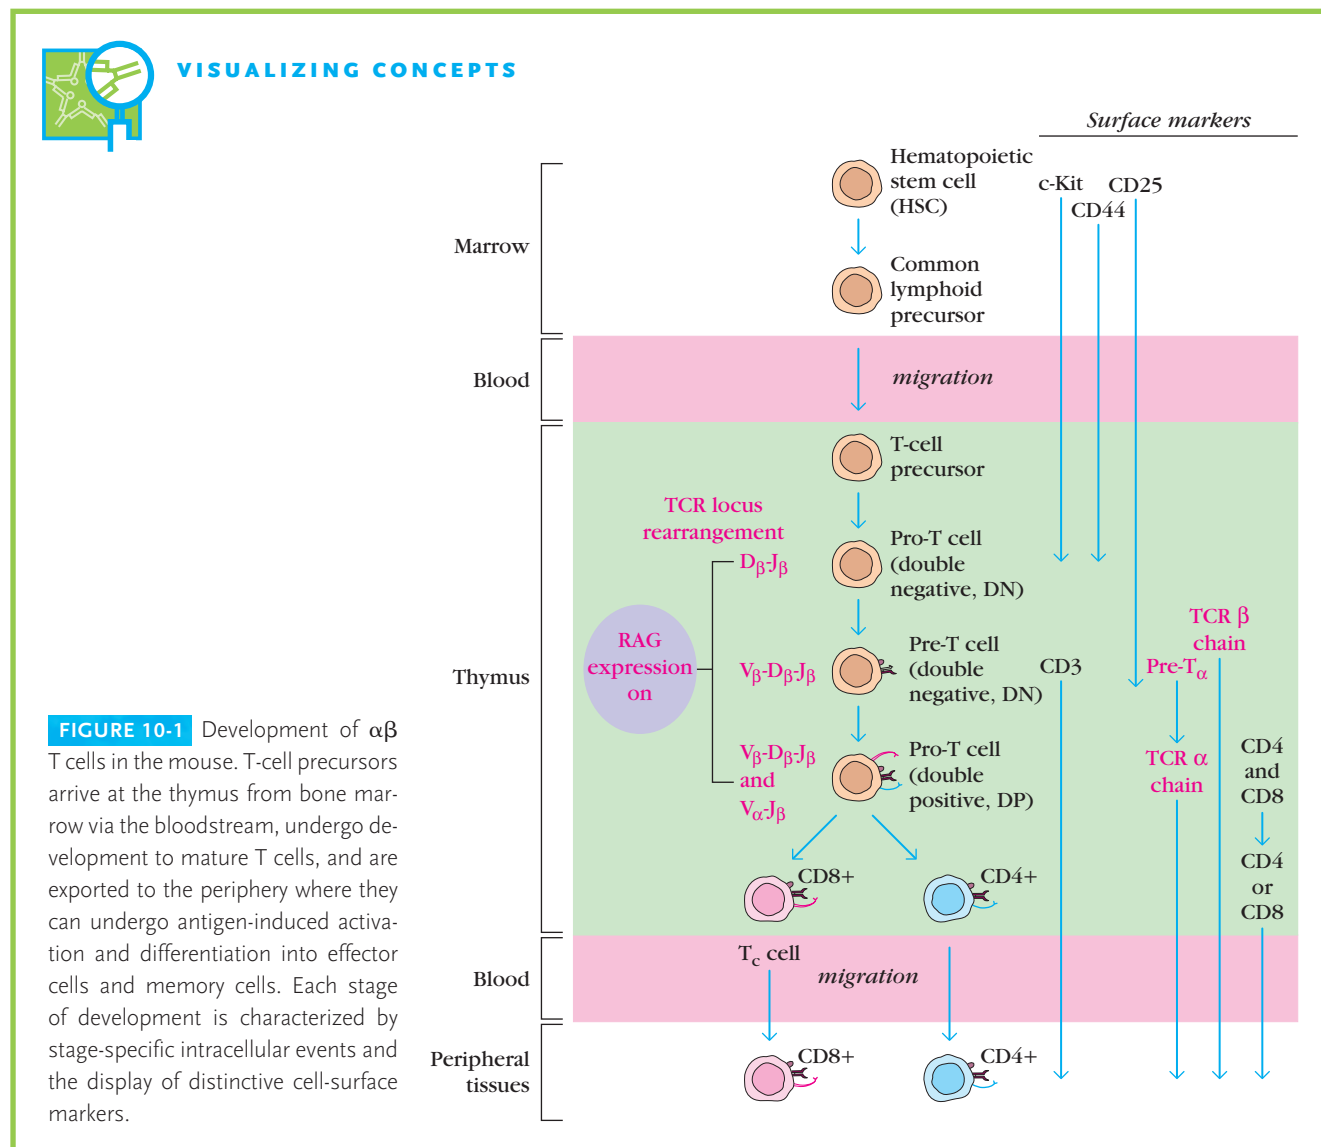 VISUALIZING CONCEPTS
Surface markers
Hematopoietic
stem cell
(HSC)
c-Kit
CD44
CD25
Marrow
Common
lymphoid
precursor
Blood
migration
T-cell
precursor
TCR locus
rearrangement
Dβ-Jβ
Pro-T cell
(double
negative, DN)
Thymus
RAG
expression
on
Vβ-Dβ-Jβ
Pre-T cell
(double
negative, DN)
CD3
Pre-Tα
TCR β
chain
Vβ-Dβ-Jβ
and
Vα-Jβ
Pro-T cell
(double
positive, DP)
TCR α
chain
CD4
and
CD8
CD4
or
CD8
CD8+
CD4+
Blood
Tc cell
migration
Peripheral
tissues
CD8+
CD4+
FIGURE 10-1 Development of αβ
T cells in the mouse. T-cell precursors
arrive at the thymus from bone mar-
row via the bloodstream, undergo de-
velopment to mature T cells, and are
exported to the periphery where they
can undergo antigen-induced activa-
tion and differentiation into effector
cells and memory cells. Each stage
of development is characterized by
stage-specific intracellular events and
the display of distinctive cell-surface
markers.